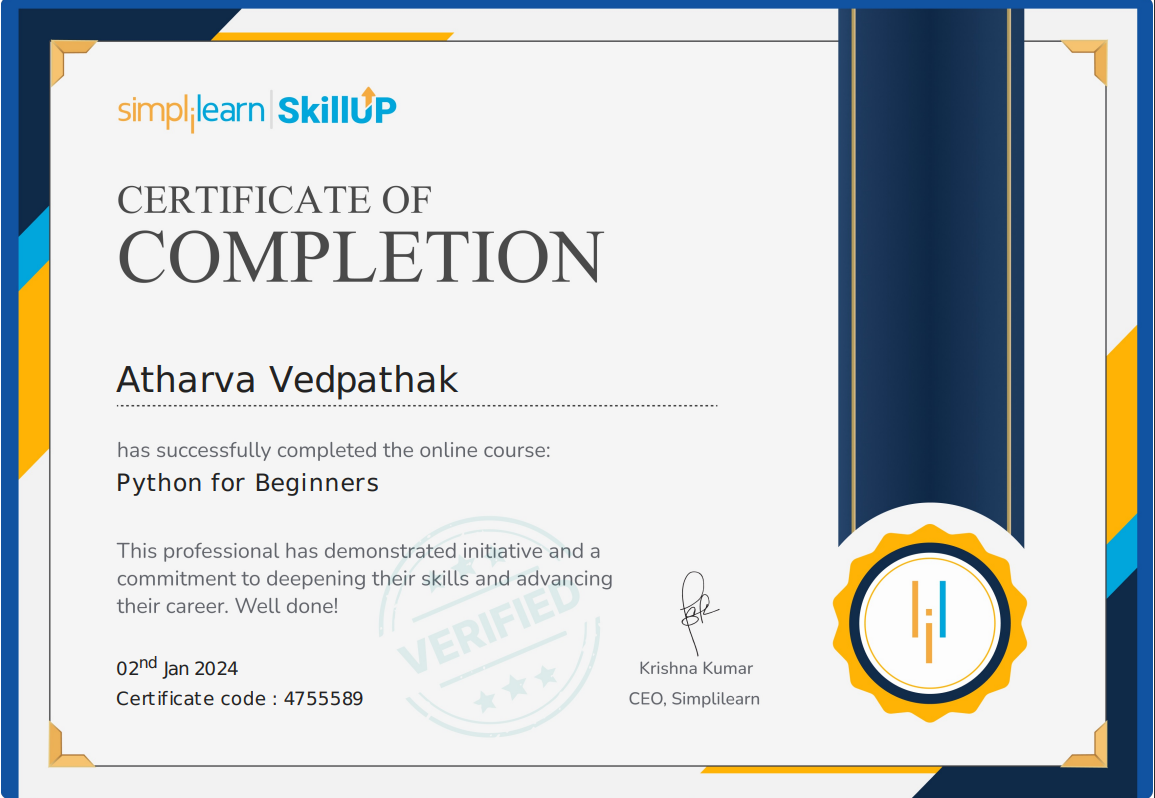 simplilearn | SkillUP
CERTIFICATE OF
COMPLETION
Atharva Vedpathak
has successfully completed the online course:
Python for Beginners
This professional has demonstrated initiative and a
commitment to deepening their skills and advancing
their career. Well done!
VERIFIED
02nd Jan 2024
Certificate code : 4755589
Krishna Kumar
CEO, Simplilearn